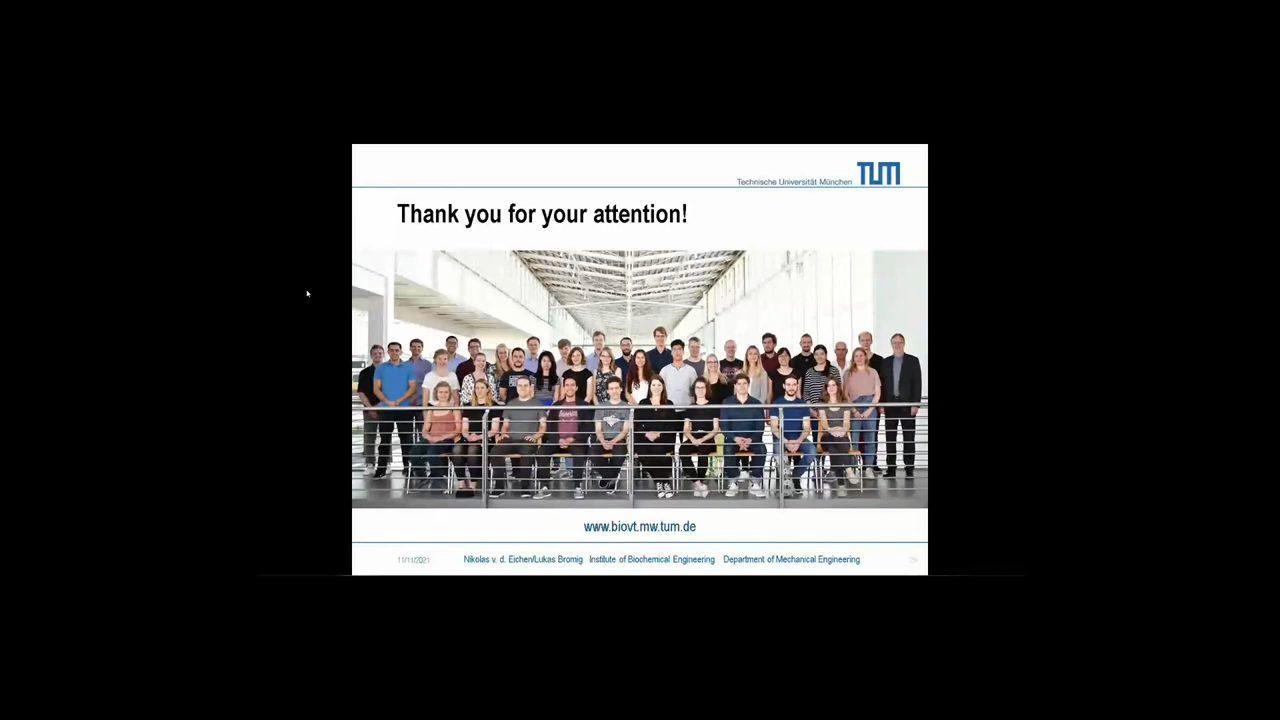 Technische Universität München TUM
Thank you for your attention!
www.biovt.mw.tum.de
11/11/2021 Nikolas v. d. Eichen/Lukas Bromig Institute of Biochemical Engineering Department of Mechanical Engineering